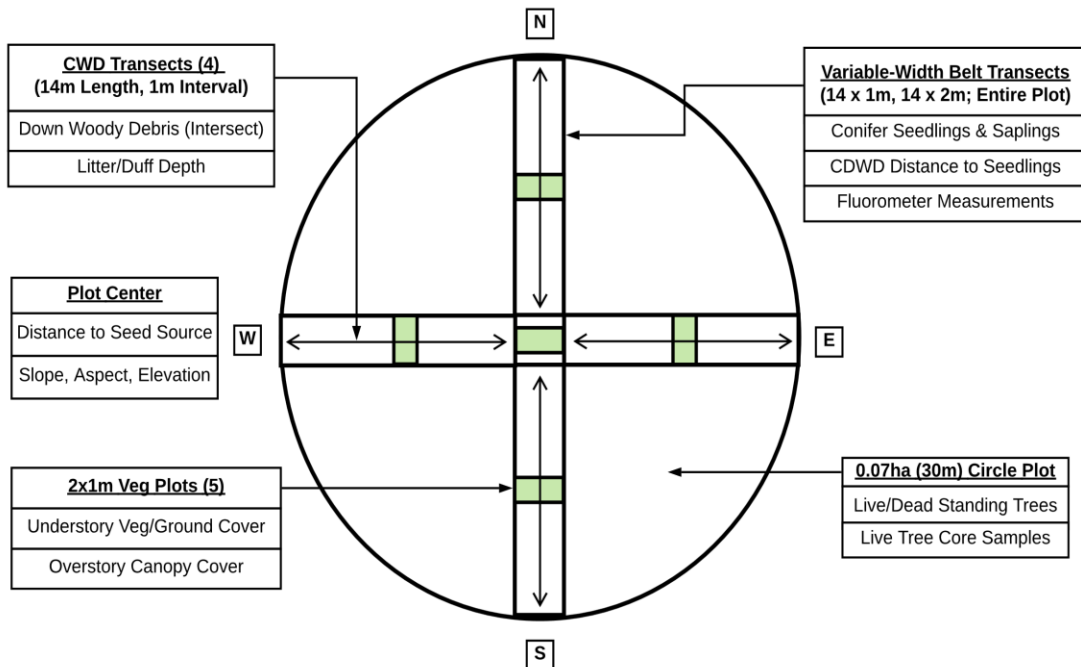 N
CWD Transects (4)
(14m Length, 1m Interval)
Down Woody Debris (Intersect)
Litter/Duff Depth
Variable-Width Belt Transects
(14 x 1m, 14 x 2m; Entire Plot)
Conifer Seedlings & Saplings
CDWD Distance to Seedlings
Fluorometer Measurements
Plot Center
Distance to Seed Source
Slope, Aspect, Elevation
W
E
2x1m Veg Plots (5)
Understory Veg/Ground Cover
Overstory Canopy Cover
0.07ha (30m) Circle Plot
Live/Dead Standing Trees
Live Tree Core Samples
S